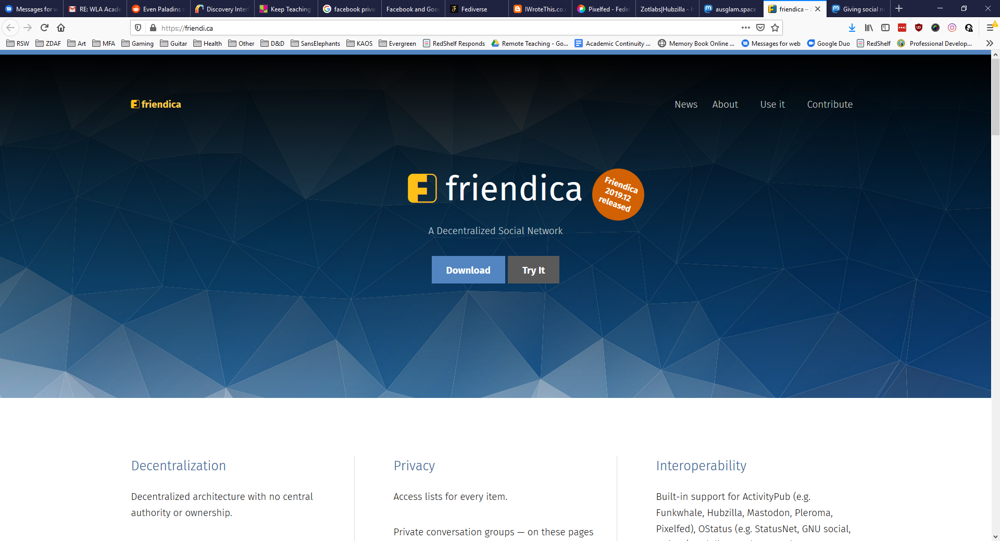 Messages for w
RE: WLA Acade
Even Paladins s
Discovery Interf
Keep Teaching
facebook priva
Facebook and Goo
Fediverse
IWroteThis.co.u
Pixelfed - Fede
Zotlabs|Hubzilla - h
ausglam.space
friendica –
Giving social n
https://friendi.ca
RSW
ZDAF
Art
MFA
Gaming
Guitar
Health
Other
D&D
SansElephants
KAOS
Evergreen
RedShelf Responds
Remote Teaching - Go...
Academic Continuity ...
Memory Book Online ...
Messages for web
Google Duo
RedShelf
Professional Develop...
friendica
News
About
Use it
Contribute
friendica
Friendica
2019.12
released
A Decentralized Social Network
Download
Try It
Decentralization
Decentralized architecture with no central
authority or ownership.
Privacy
Access lists for every item.
Private conversation groups — on these pages
Interoperability
Built-in support for ActivityPub (e.g.
Funkwhale, Hubzilla, Mastodon, Pleroma,
Pixelfed), OStatus (e.g. StatusNet, GNU social,